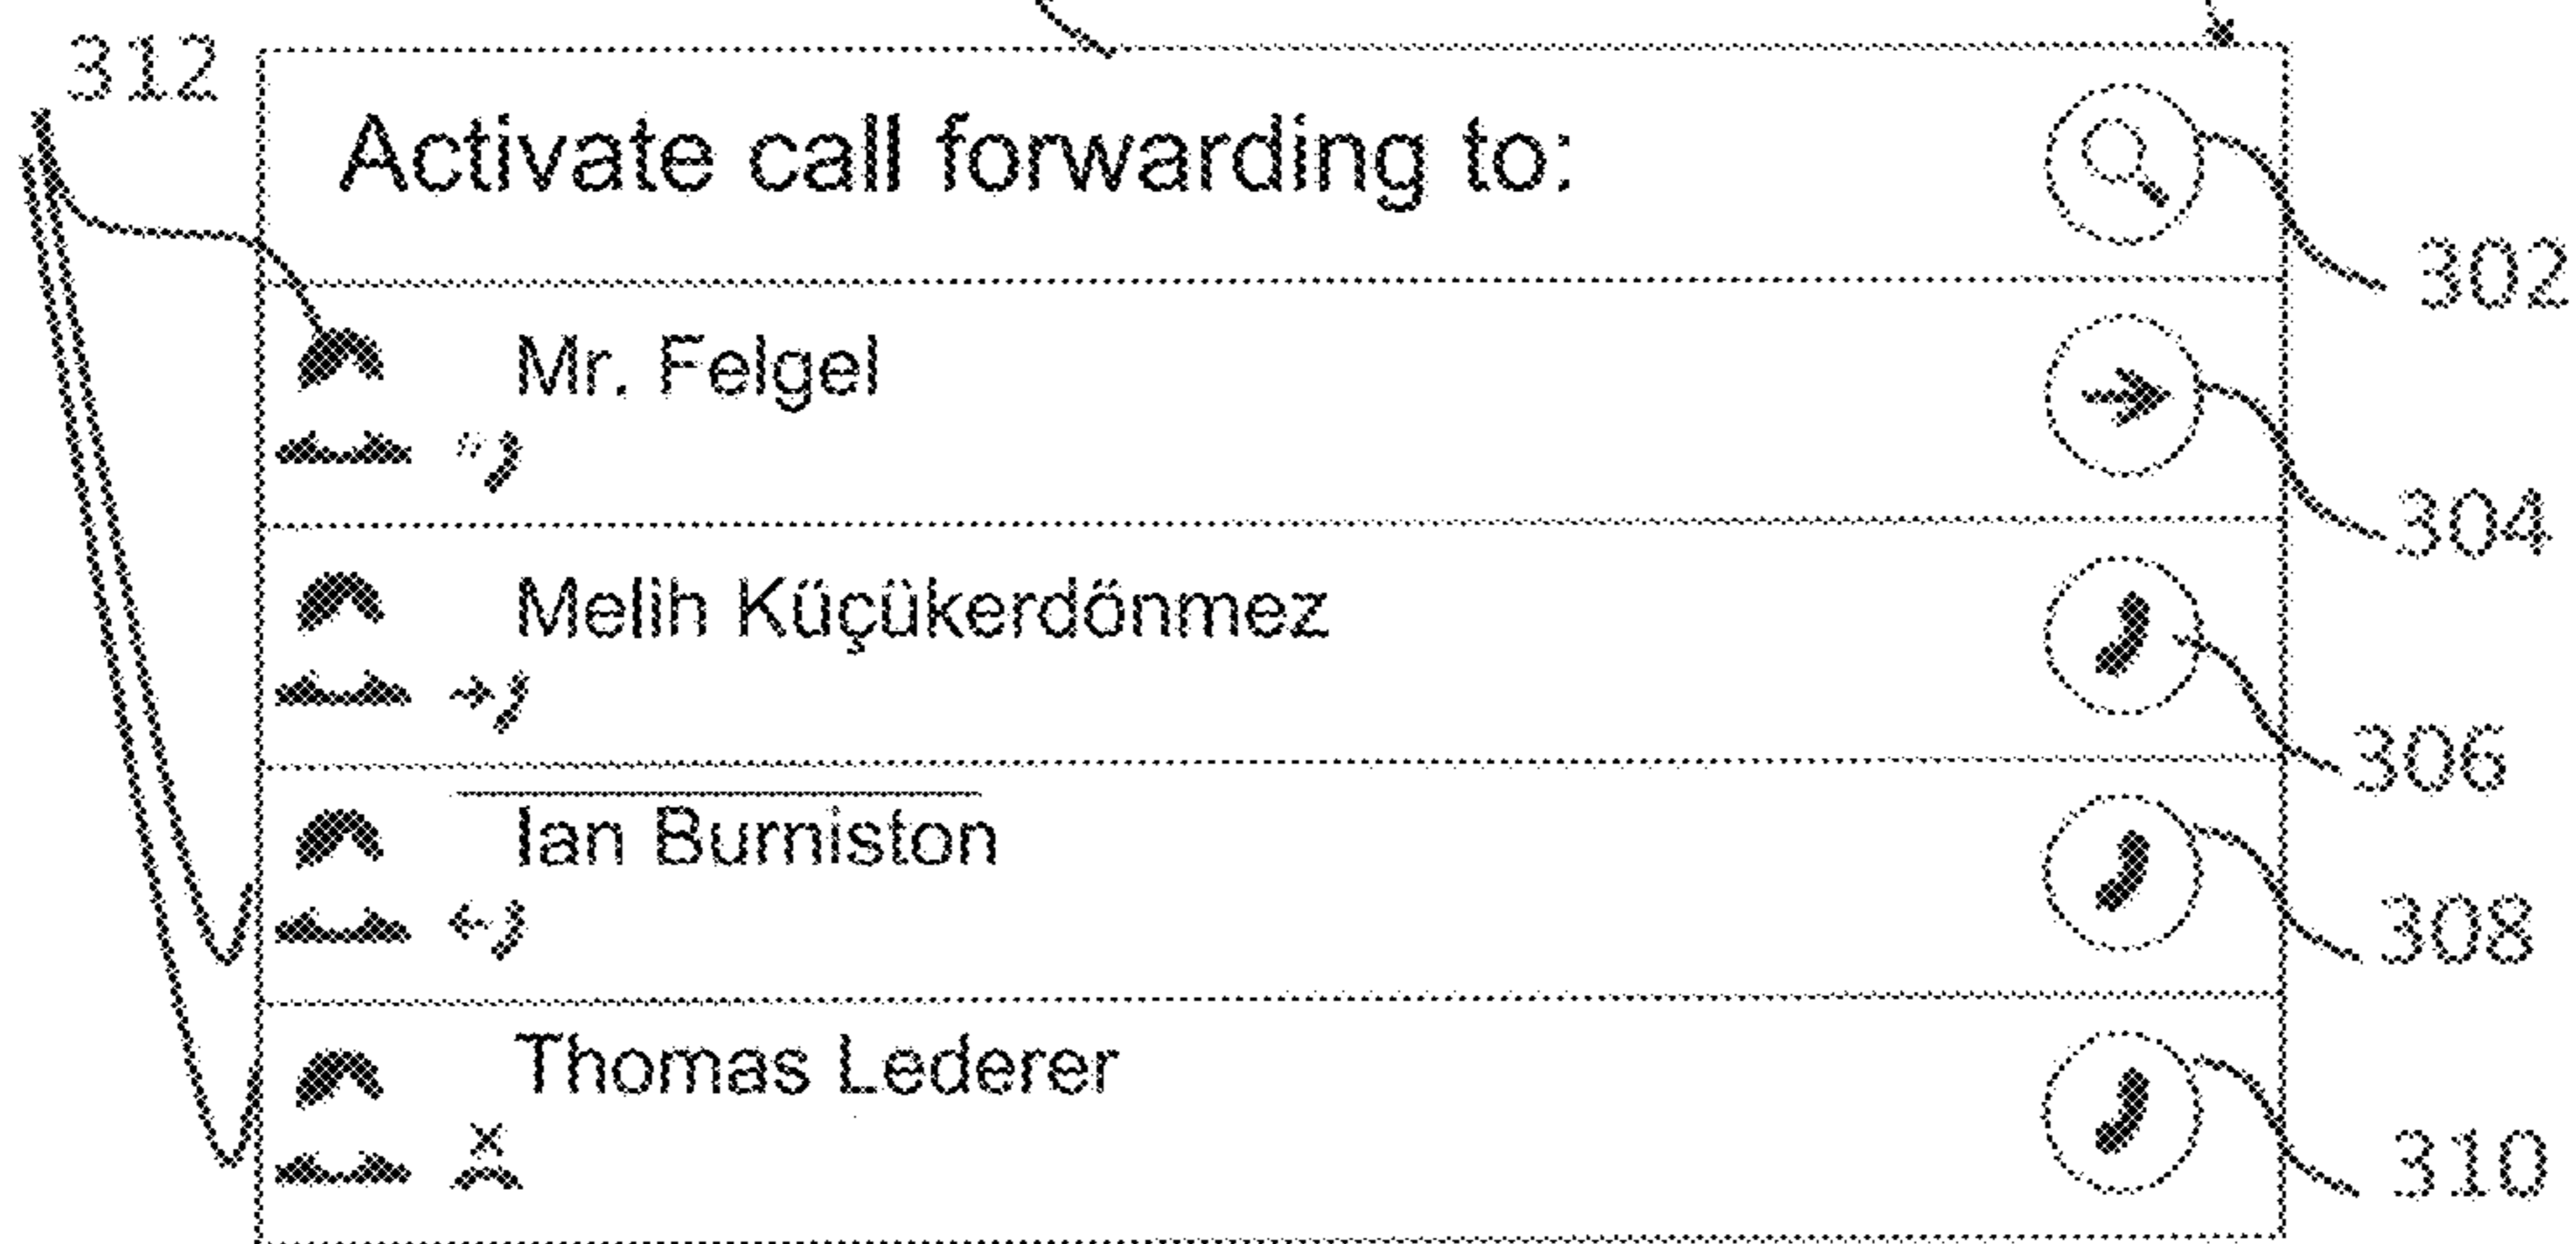 312
Activate call forwarding to:
302
Mr. Felgel
304
Melih Küçükerdönmez
306
Ian Burniston
308
Thomas Lederer
310